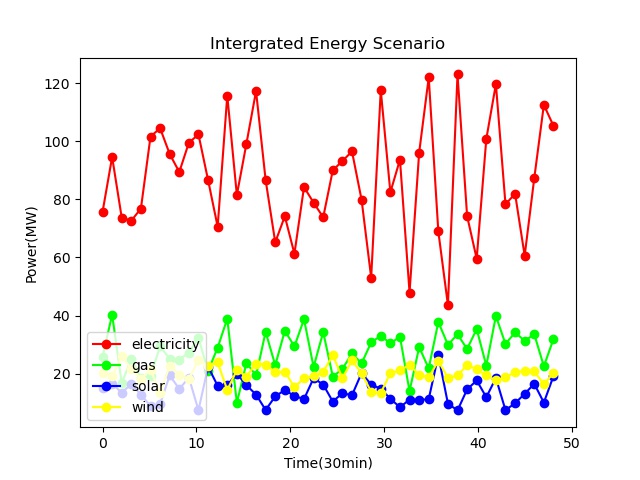 Intergrated Energy Scenario
Power(MW)
120
100
80
60
40
20
electricity
gas
solar
wind
0 10 20 30 40 50
Time(30min)